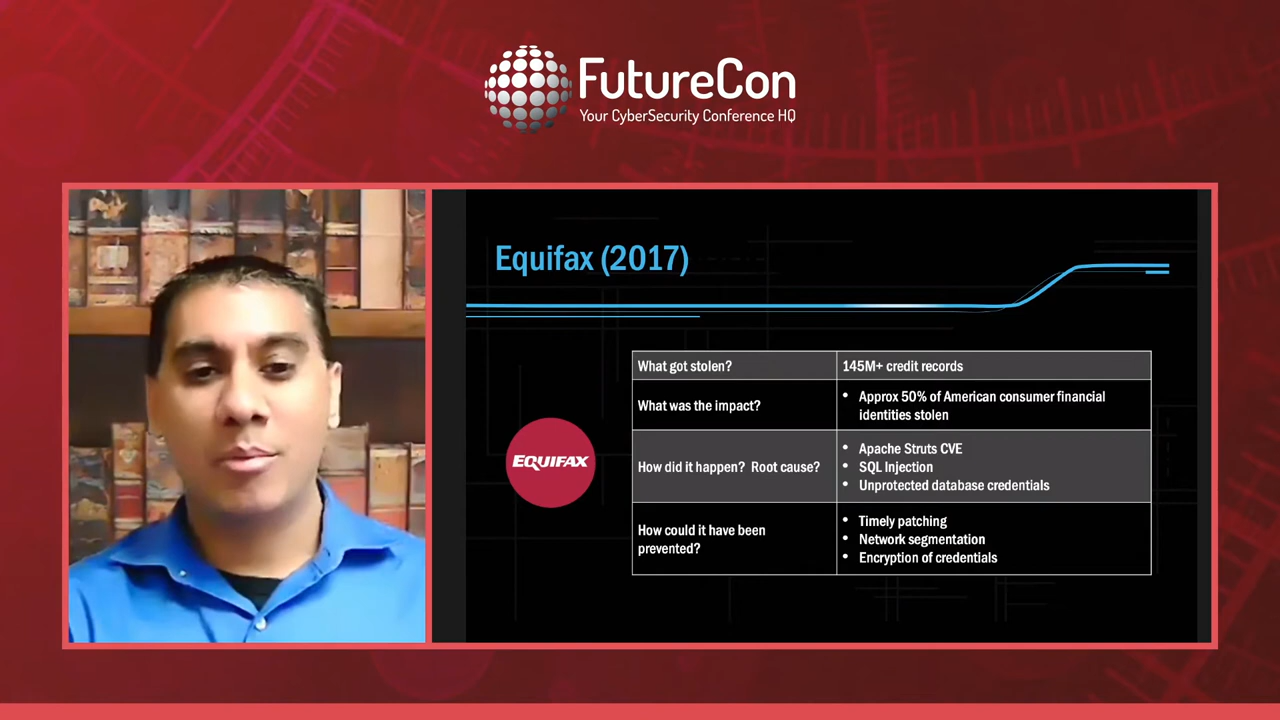 FutureCon
Your CyberSecurity Conference HQ
Equifax (2017)
EQUIFAX
What got stolen?
145M+ credit records
What was the impact?
• Approx 50% of American consumer financial
identities stolen
How did it happen? Root cause?
• Apache Struts CVE
• SQL Injection
• Unprotected database credentials
How could it have been
prevented?
• Timely patching
• Network segmentation
• Encryption of credentials